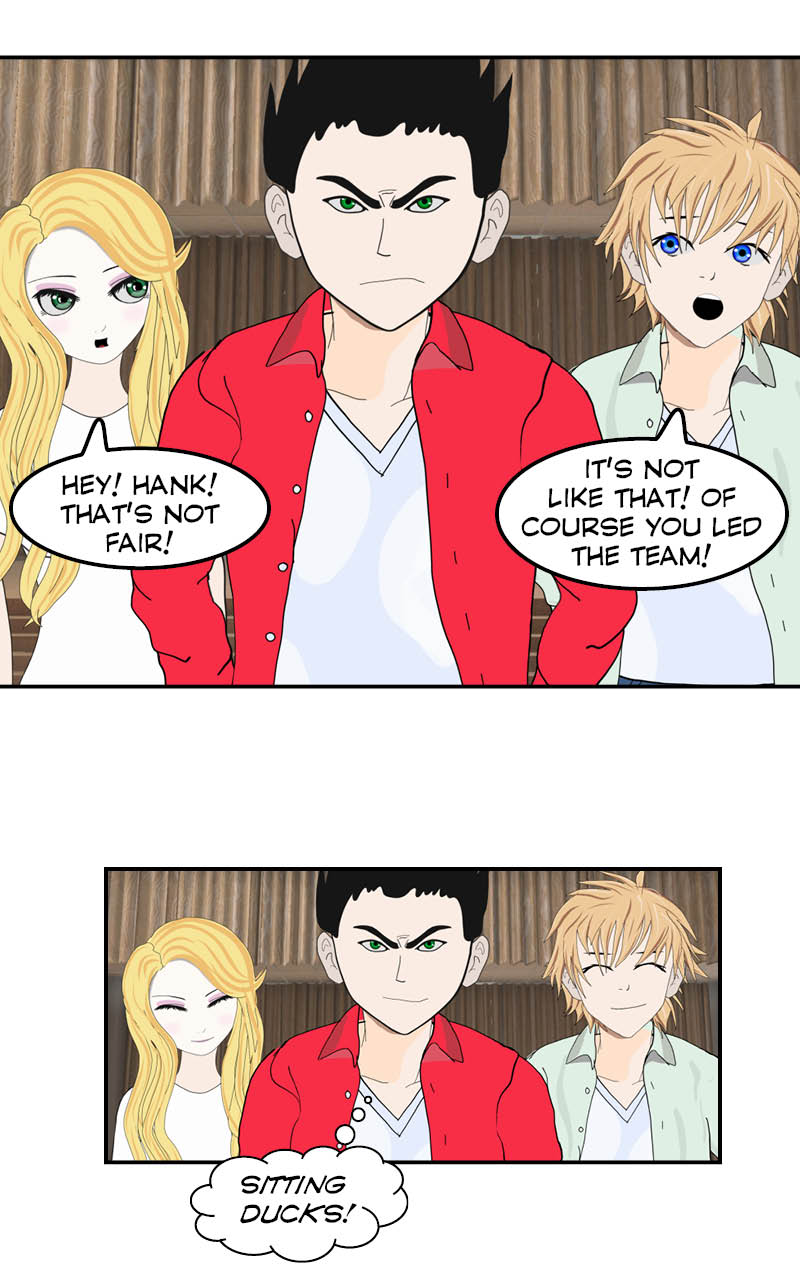 HEY! HANK!
THAT'S NOT
FAIR!
IT'S NOT
LIKE THAT! OF
COURSE YOU LED
THE TEAM!
SITTING
DUCKS!